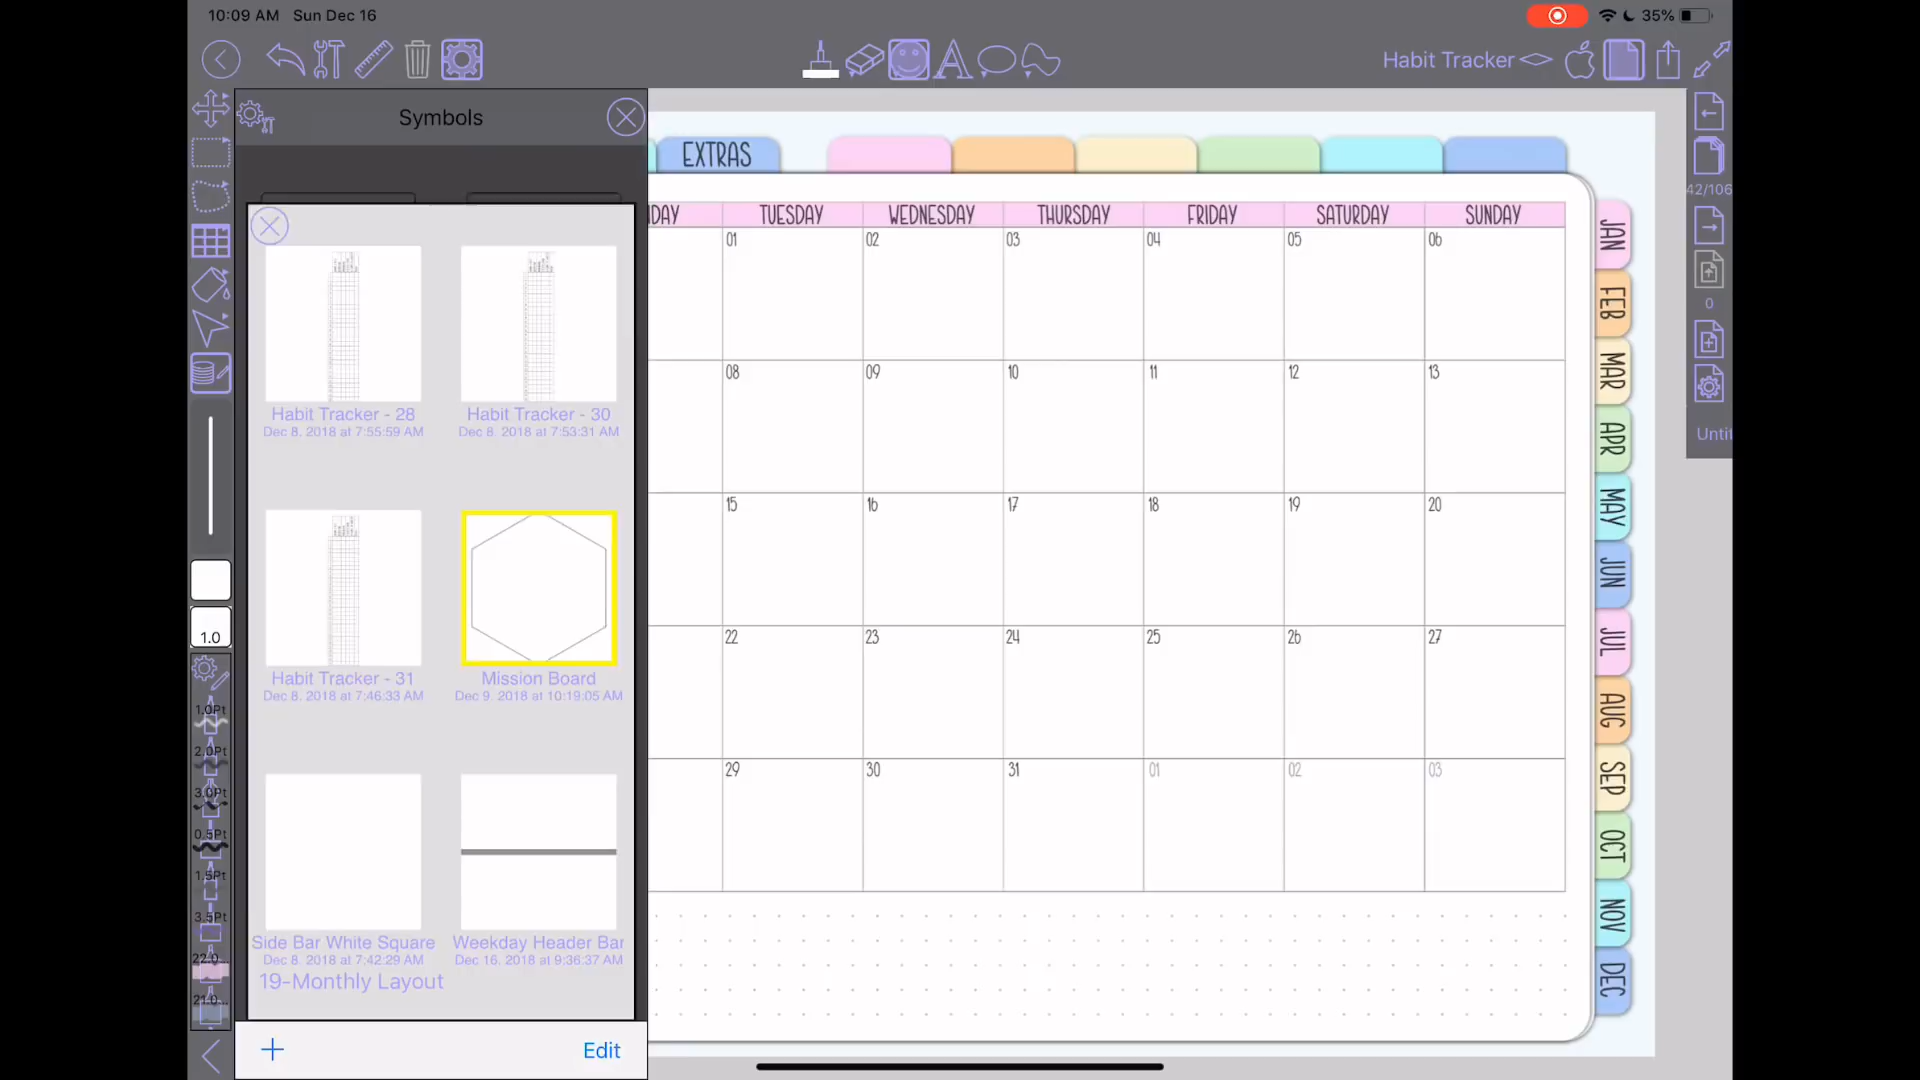 10:09 AM Sun Dec 16
35%
Habit Tracker
Symbols
EXTRAS
DAY TUESDAY WEDNESDAY THURSDAY FRIDAY SATURDAY SUNDAY
01 02 03 04 05 06
08 09 10 11 12 13
15 16 17 18 19 20
22 23 24 25 26 27
29 30 31 01 02 03
JAN
FEB
MAR
APR
MAY
JUN
JUL
AUG
SEP
OCT
NOV
DEC
42/106
0
Untit
Habit Tracker - 28
Dec 8, 2018 at 7:55:59 AM
Habit Tracker - 30
Dec 8, 2018 at 7:53:31 AM
Habit Tracker - 31
Dec 8, 2018 at 7:46:33 AM
Mission Board
Dec 9, 2018 at 10:19:05 AM
Side Bar White Square
Dec 8, 2018 at 7:42:29 AM
Weekday Header Bar
Dec 16, 2018 at 9:36:37 AM
19-Monthly Layout
Edit
1.0
1.0Pt
2.0Pt
3.0Pt
0.5Pt
1.5Pt
3.5Pt
22.0...